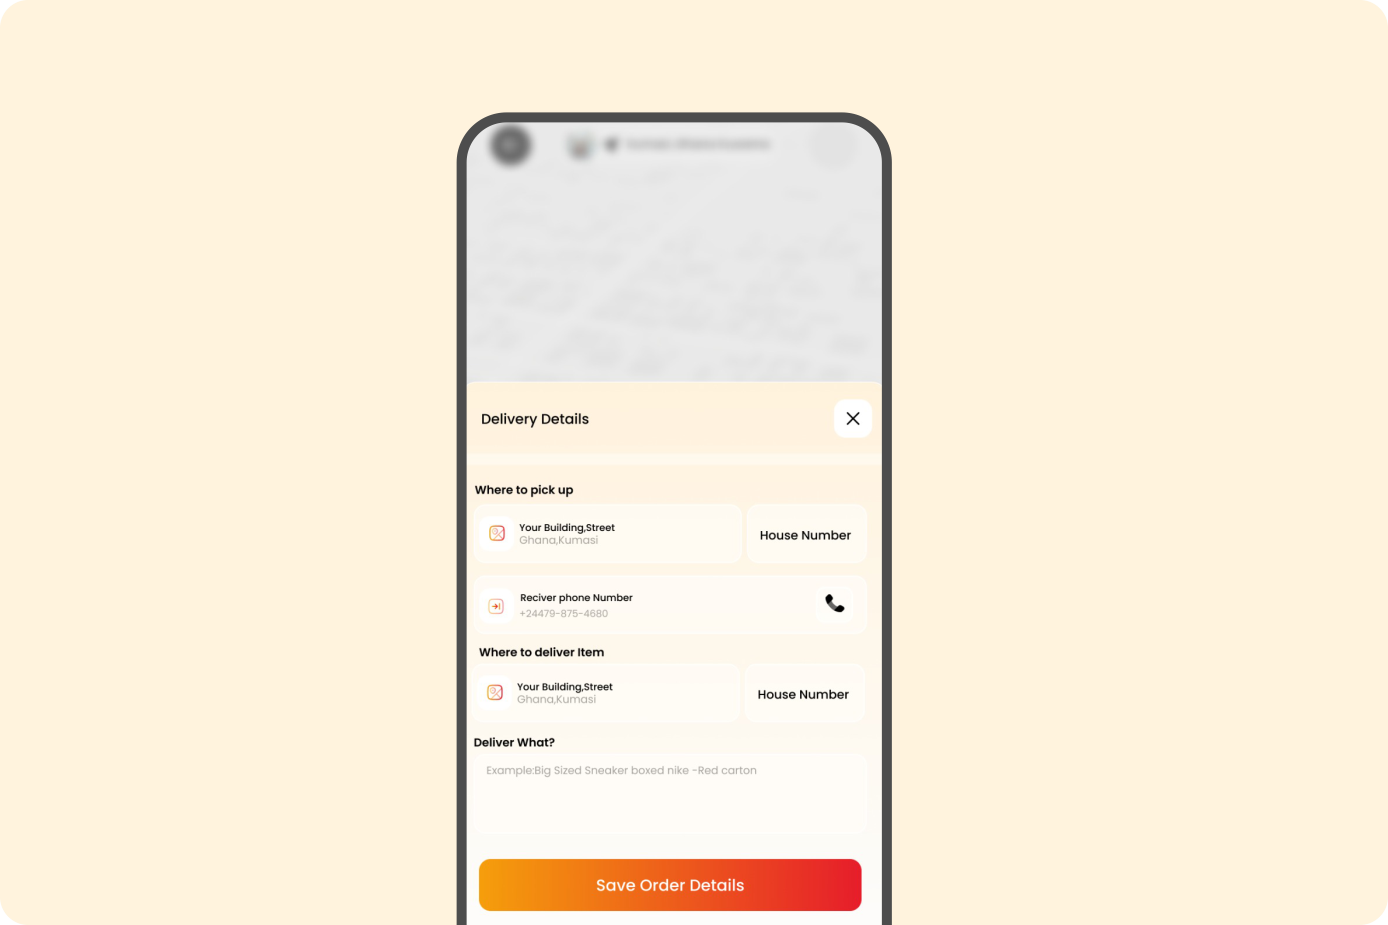 Delivery Details
Where to pick up
Your Building,Street
Ghana,Kumasi
House Number
Reciver phone Number
+24479-875-4680
Where to deliver Item
Your Building,Street
Ghana,Kumasi
House Number
Deliver What?
Example:Big Sized Sneaker boxed nike -Red carton
Save Order Details